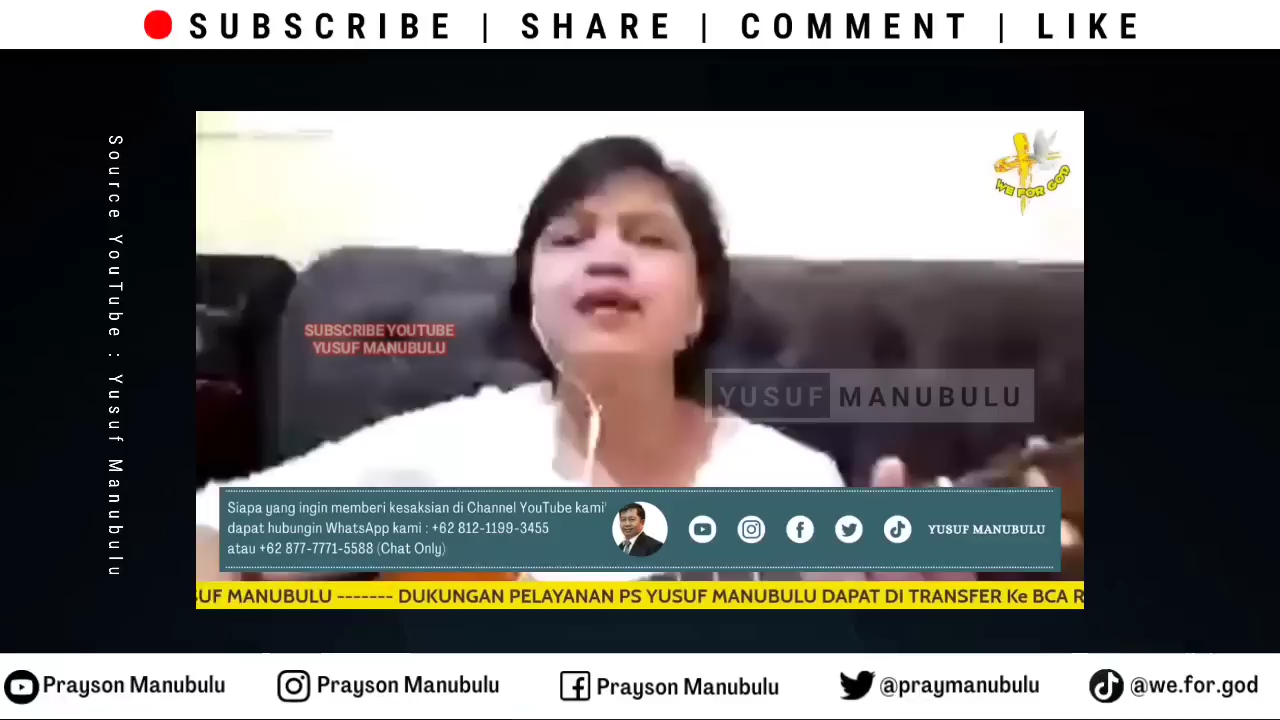 SUBSCRIBE | SHARE | COMMENT | LIKE
Source YouTube : Yusuf Manubulu
WE FOR GOD
SUBSCRIBE YOUTUBE
YUSUF MANUBULU
YUSUF MANUBULU
Siapa yang ingin memberi kesaksian di Channel YouTube kami'
dapat hubungin WhatsApp kami : +62 812-1199-3455
atau +62 877-7771-5588 (Chat Only)
YUSUF MANUBULU
SUF MANUBULU ------- DUKUNGAN PELAYANAN PS YUSUF MANUBULU DAPAT DI TRANSFER Ke BCA R
Prayson Manubulu
Prayson Manubulu
Prayson Manubulu
@praymanubulu
@we.for.god